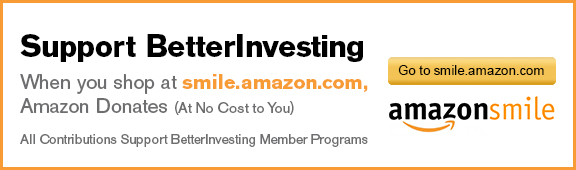 Support BetterInvesting
When you shop at smile.amazon.com,
Amazon Donates (At No Cost to You)
All Contributions Support BetterInvesting Member Programs
Go to smile.amazon.com
amazonsmile